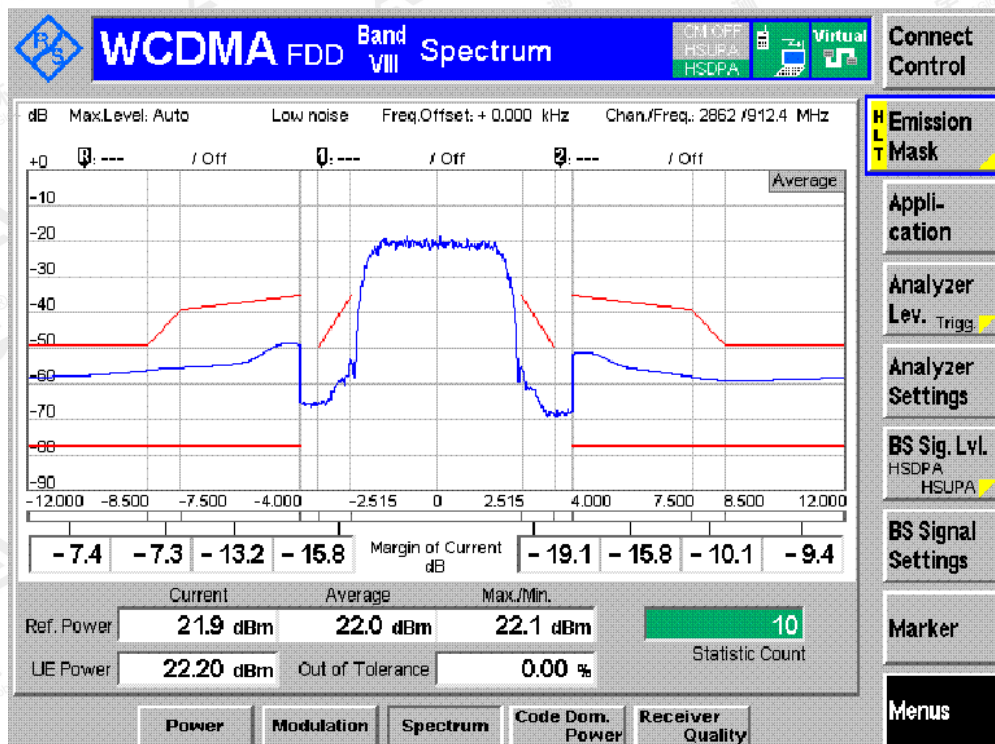 R&S
WCDMA FDD Band VIII Spectrum
CM OFF
HSUPA
HSDPA
Virtual
Connect Control
dB Max.Level: Auto Low noise Freq.Offset: + 0.000 kHz Chan./Freq.: 2862 /912.4 MHz
HLT Emission Mask
+0 R: --- / Off 1: --- / Off 2: --- / Off
Average
-10
-20
-30
-40
-50
-60
-70
-80
-90
-12.000 -8.500 -7.500 -4.000 -2.515 0 2.515 4.000 7.500 8.500 12.000
-7.4 -7.3 -13.2 -15.8 Margin of Current dB -19.1 -15.8 -10.1 -9.4
Current Average Max./Min.
Ref. Power 21.9 dBm 22.0 dBm 22.1 dBm
10
Statistic Count
UE Power 22.20 dBm Out of Tolerance 0.00 %
Appli-
cation
Analyzer
Lev. Trigg.
Analyzer
Settings
BS Sig. Lvl.
HSDPA
HSUPA
BS Signal
Settings
Marker
Menus
Power Modulation Spectrum Code Dom. Power Receiver Quality